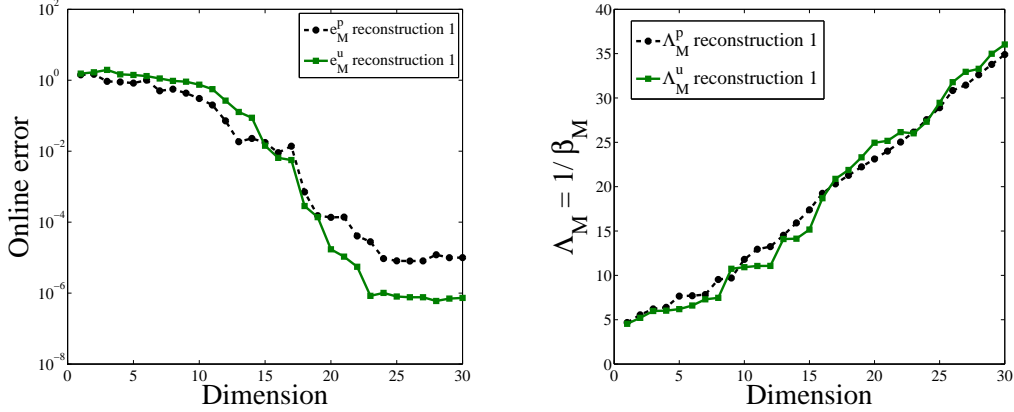 10^2
10^0
10^-2
10^-4
10^-6
10^-8
Online error
e_M^p reconstruction 1
e_M^u reconstruction 1
0 5 10 15 20 25 30
Dimension
40
35
30
25
20
15
10
5
0
Λ_M = 1/ β_M
Λ_M^p reconstruction 1
Λ_M^u reconstruction 1
0 5 10 15 20 25 30
Dimension